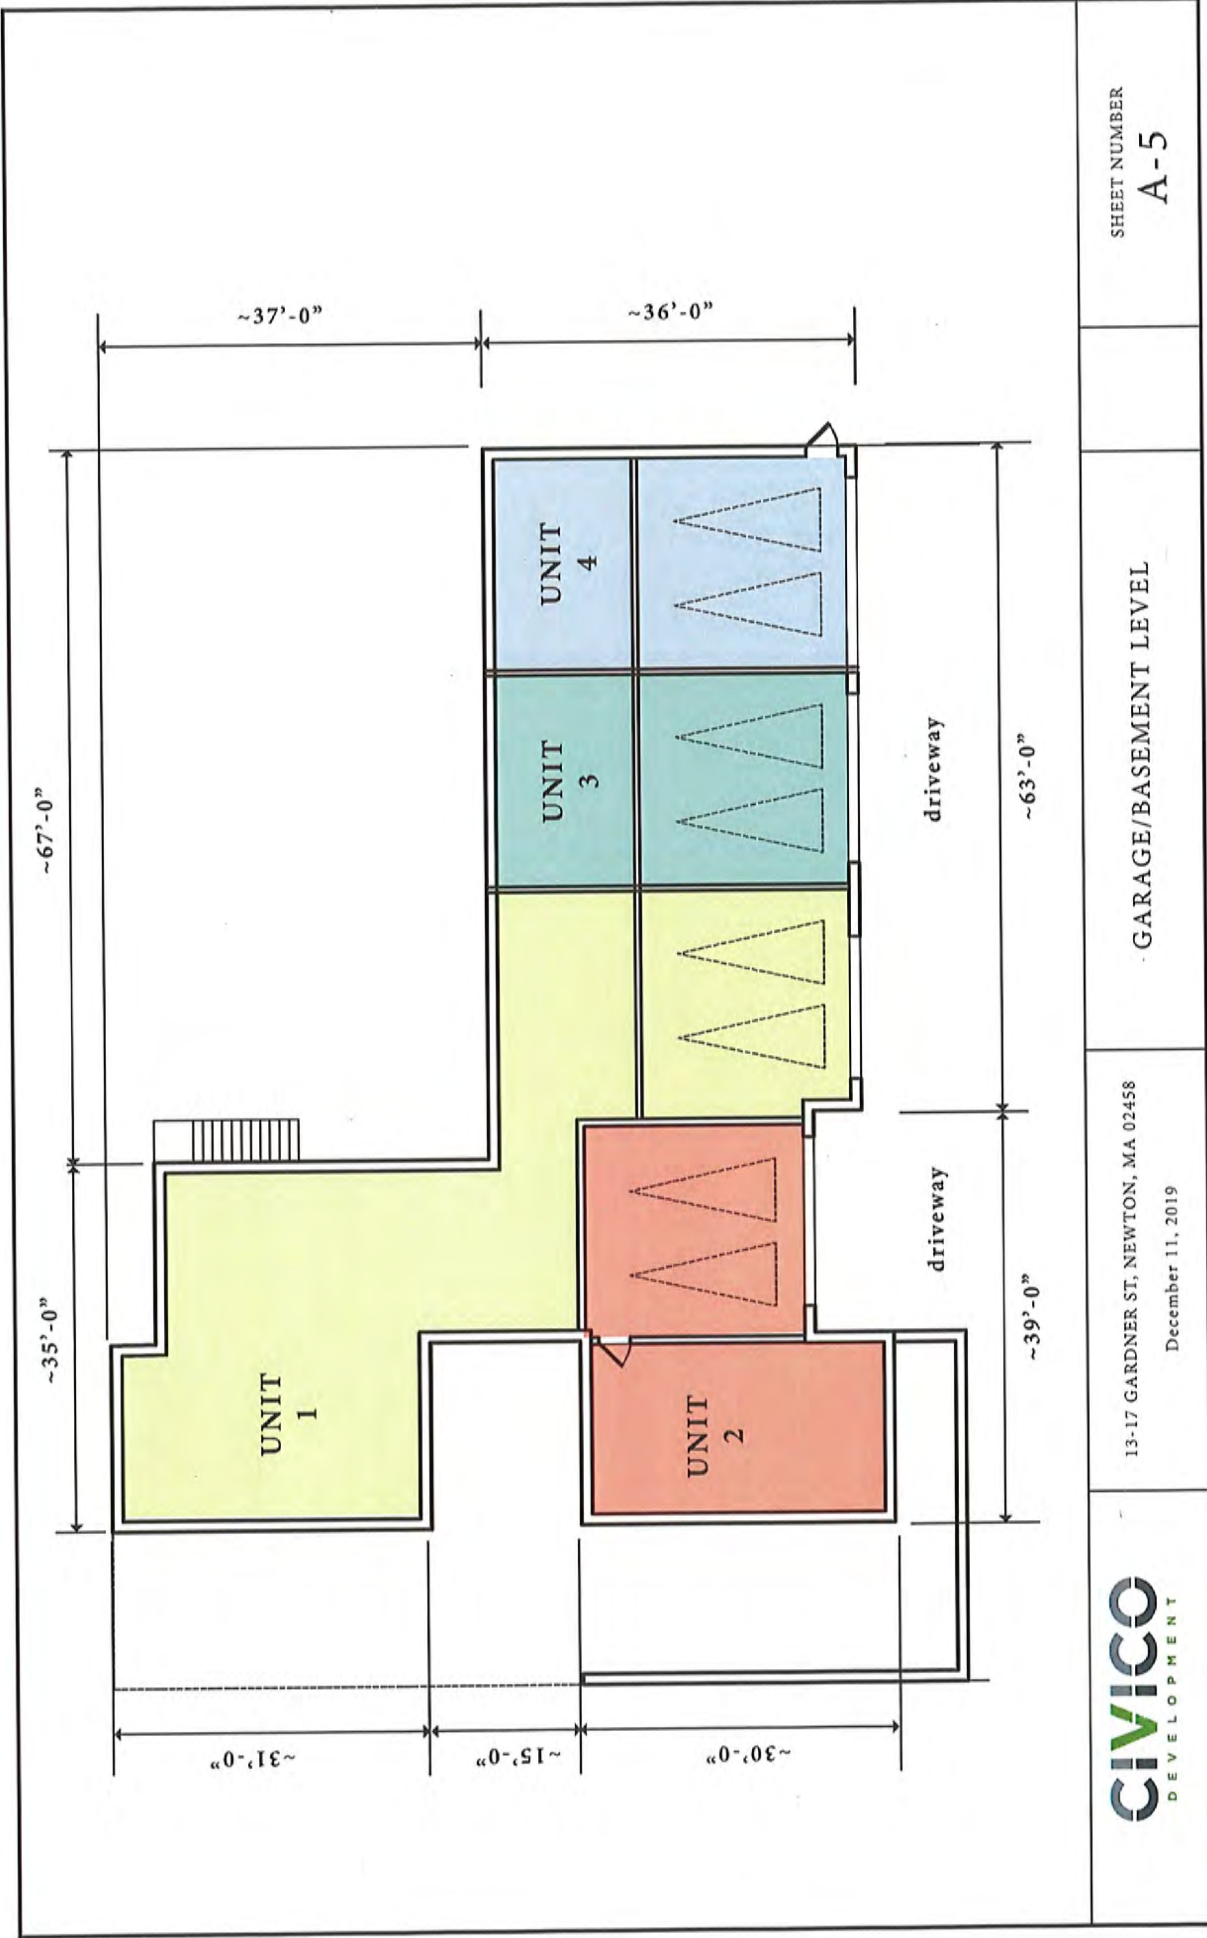 ~35’-0”
~67’-0”
~31’-0”
~15’-0”
~30’-0”
~37’-0”
~36’-0”
UNIT
1
UNIT
2
UNIT
3
UNIT
4
driveway
driveway
~39’-0”
~63’-0”
CIVICO
DEVELOPMENT
13-17 GARDNER ST, NEWTON, MA 02458
December 11, 2019
GARAGE/BASEMENT LEVEL
SHEET NUMBER
A-5